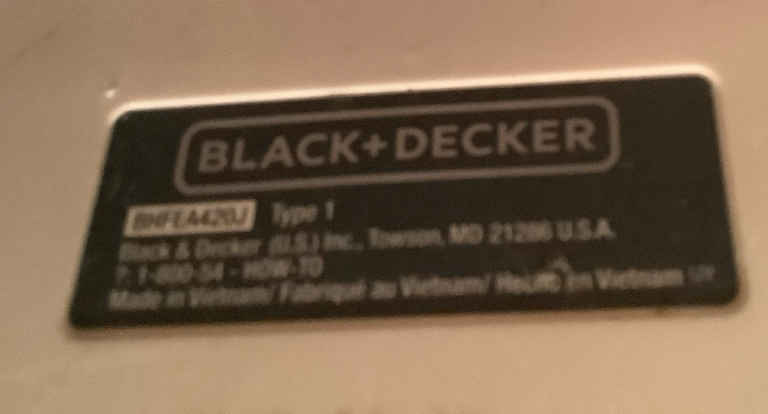 BLACK+DECKER
BHFEA420J Type 1
Black & Decker (U.S.) Inc., Towson, MD 21286 U.S.A.
1-800-54 - HOW-TO
Made in Vietnam/ Fabriqué au Vietnam/ Hecho en Vietnam